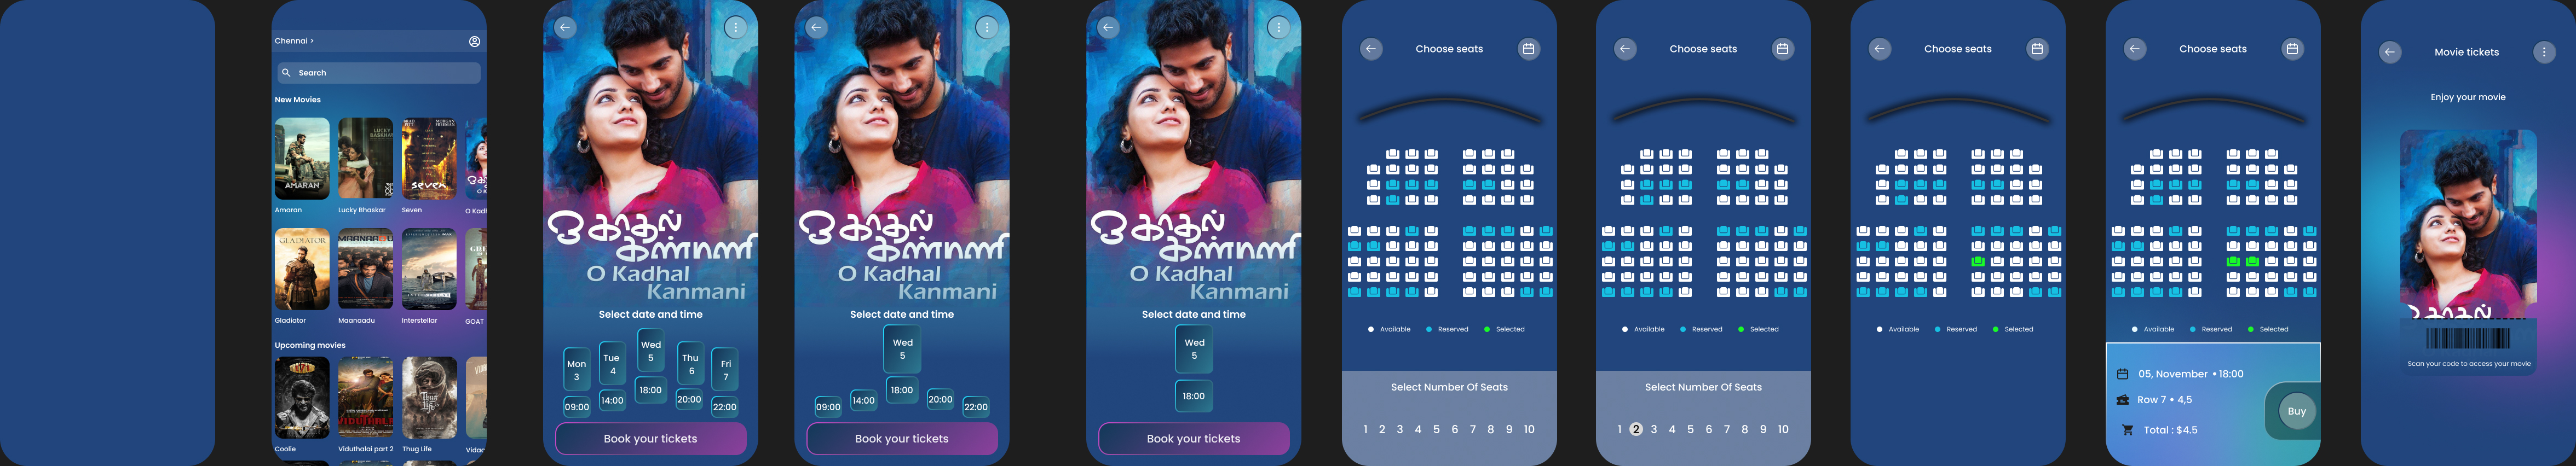 Chennai >
Search
New Movies
AMARAN
LUCKY
BASKHAR
BRAD
PITT
MORGAN
FREEMAN
seven
Amaran
Lucky Bhaskar
Seven
O Kadl
GLADIATOR
MAANAADU
INTERSTELLAR
Gladiator
Maanaadu
Interstellar
GOAT
Upcoming movies
VIDUTHALAI
Thug
Life
Coolie
Viduthalai part 2
Thug Life
Vidac
ஓ காதல்
கண்மணி
O Kadhal
Kanmani
Select date and time
Mon
3
Tue
4
Wed
5
Thu
6
Fri
7
09:00
14:00
18:00
20:00
22:00
Book your tickets
ஓ காதல்
கண்மணி
O Kadhal
Kanmani
Select date and time
Wed
5
09:00
14:00
18:00
20:00
22:00
Book your tickets
ஓ காதல்
கண்மணி
O Kadhal
Kanmani
Select date and time
Wed
5
18:00
Book your tickets
Choose seats
Available Reserved Selected
Select Number Of Seats
1 2 3 4 5 6 7 8 9 10
Choose seats
Available Reserved Selected
Select Number Of Seats
1 2 3 4 5 6 7 8 9 10
Choose seats
Available Reserved Selected
Choose seats
Available Reserved Selected
05, November • 18:00
Row 7 • 4,5
Total : $4.5
Buy
Movie tickets
Enjoy your movie
Scan your code to access your movie